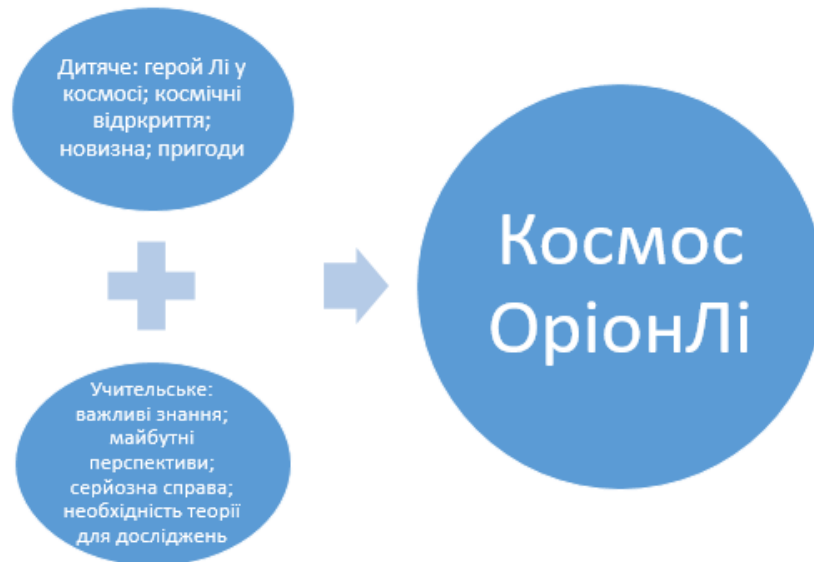 Дитяче: герой Лі у
космосі; космічні
відркриття;
новизна; пригоди
Учительське:
важливі знання;
майбутні
перспективи;
серйозна справа;
необхідність теорії
для досліджень
Космос
ОріонЛі